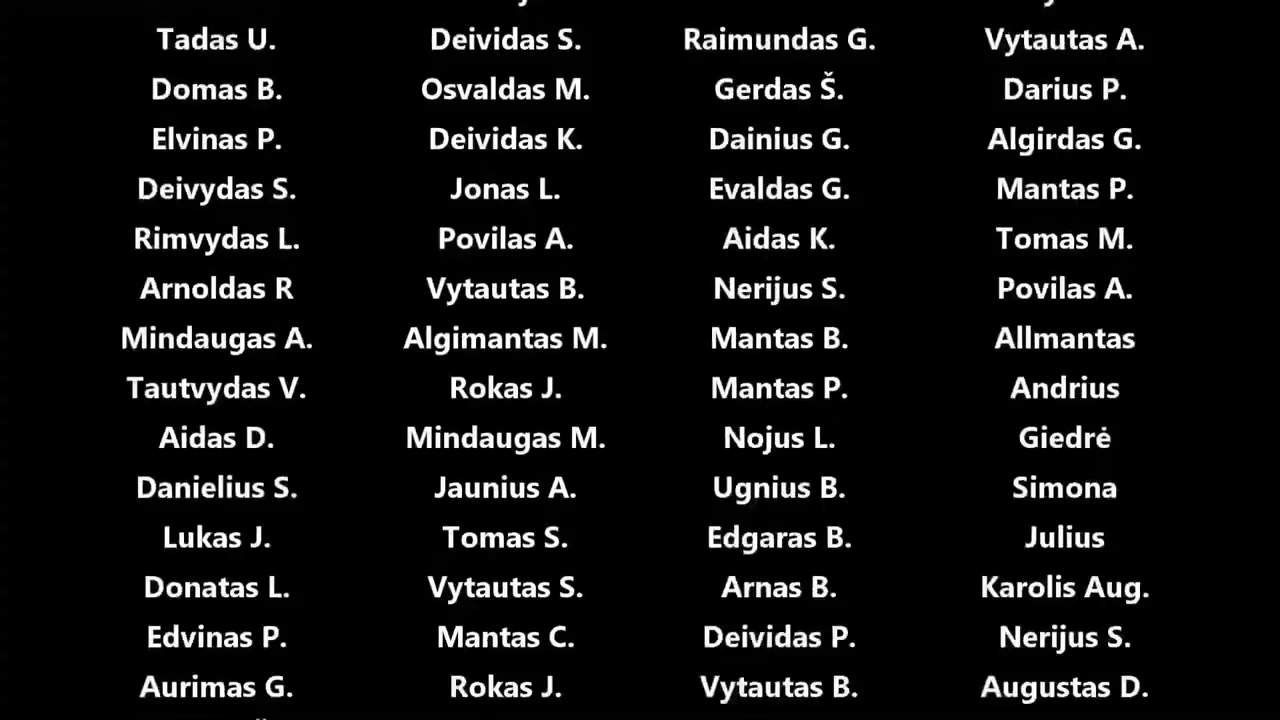 Tadas U. Deividas S. Raimundas G. Vytautas A.
Domas B. Osvaldas M. Gerdas Š. Darius P.
Elvinas P. Deividas K. Dainius G. Algirdas G.
Deivydas S. Jonas L. Evaldas G. Mantas P.
Rimvydas L. Povilas A. Aidas K. Tomas M.
Arnoldas R Vytautas B. Nerijus S. Povilas A.
Mindaugas A. Algimantas M. Mantas B. Allmantas
Tautvydas V. Rokas J. Mantas P. Andrius
Aidas D. Mindaugas M. Nojus L. Giedrė
Danielius S. Jaunius A. Ugnius B. Simona
Lukas J. Tomas S. Edgaras B. Julius
Donatas L. Vytautas S. Arnas B. Karolis Aug.
Edvinas P. Mantas C. Deividas P. Nerijus S.
Aurimas G. Rokas J. Vytautas B. Augustas D.